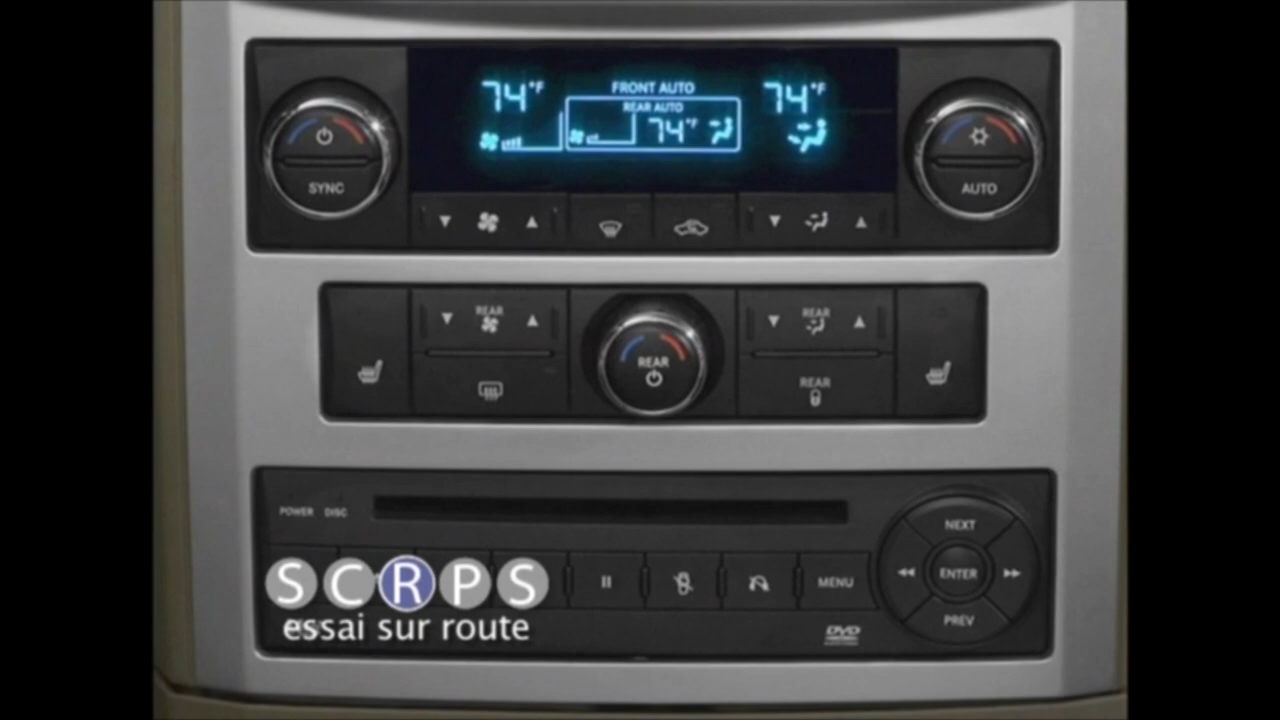 74°F FRONT AUTO 74°F
REAR AUTO
74°F
SYNC
AUTO
REAR
REAR
REAR
REAR
POWER DISC
NEXT
ENTER
MENU
PREV
DVD
SCRPS
essai sur route